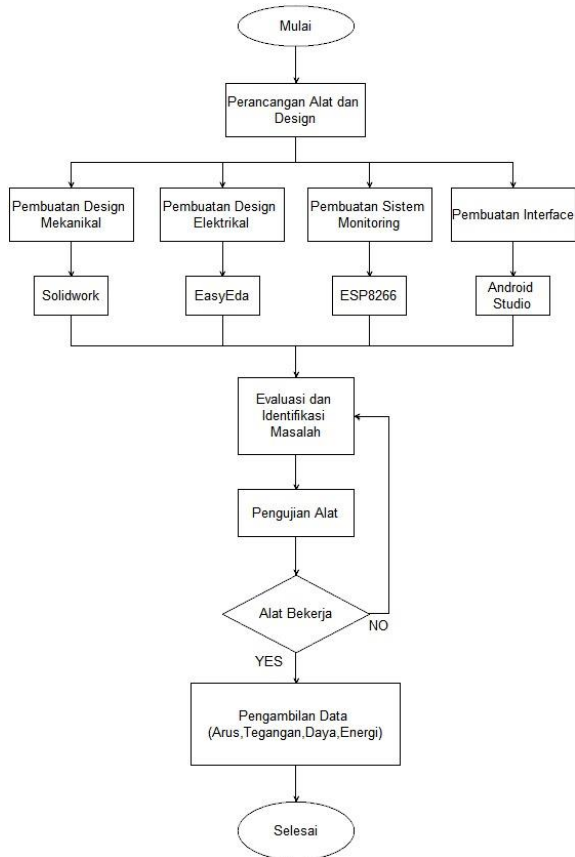 Mulai
Perancangan Alat dan
Design
Pembuatan Design
Mekanikal
Pembuatan Design
Elektrikal
Pembuatan Sistem
Monitoring
Pembuatan Interface
Solidwork
EasyEda
ESP8266
Android
Studio
Evaluasi dan
Identifikasi
Masalah
Pengujian Alat
Alat Bekerja
NO
YES
Pengambilan Data
(Arus,Tegangan,Daya,Energi)
Selesai